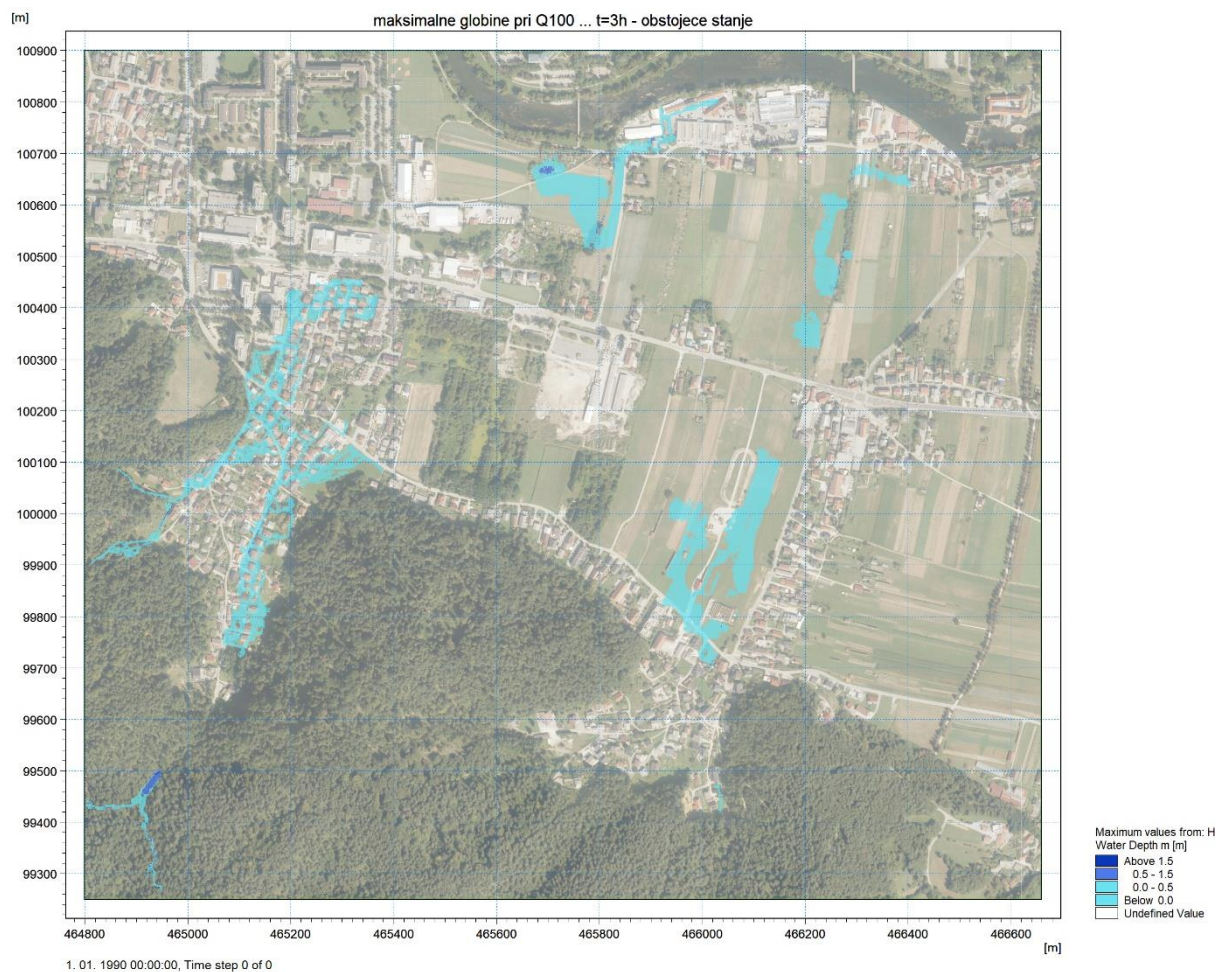 [m]
maksimalne globine pri Q100 ... t=3h - obstojece stanje
100900
100800
100700
100600
100500
100400
100300
100200
100100
100000
99900
99800
99700
99600
99500
99400
99300
464800 465000 465200 465400 465600 465800 466000 466200 466400 466600
[m]
Maximum values from: H
Water Depth m [m]
Above 1.5
0.5 - 1.5
0.0 - 0.5
Below 0.0
Undefined Value
1. 01. 1990 00:00:00, Time step 0 of 0